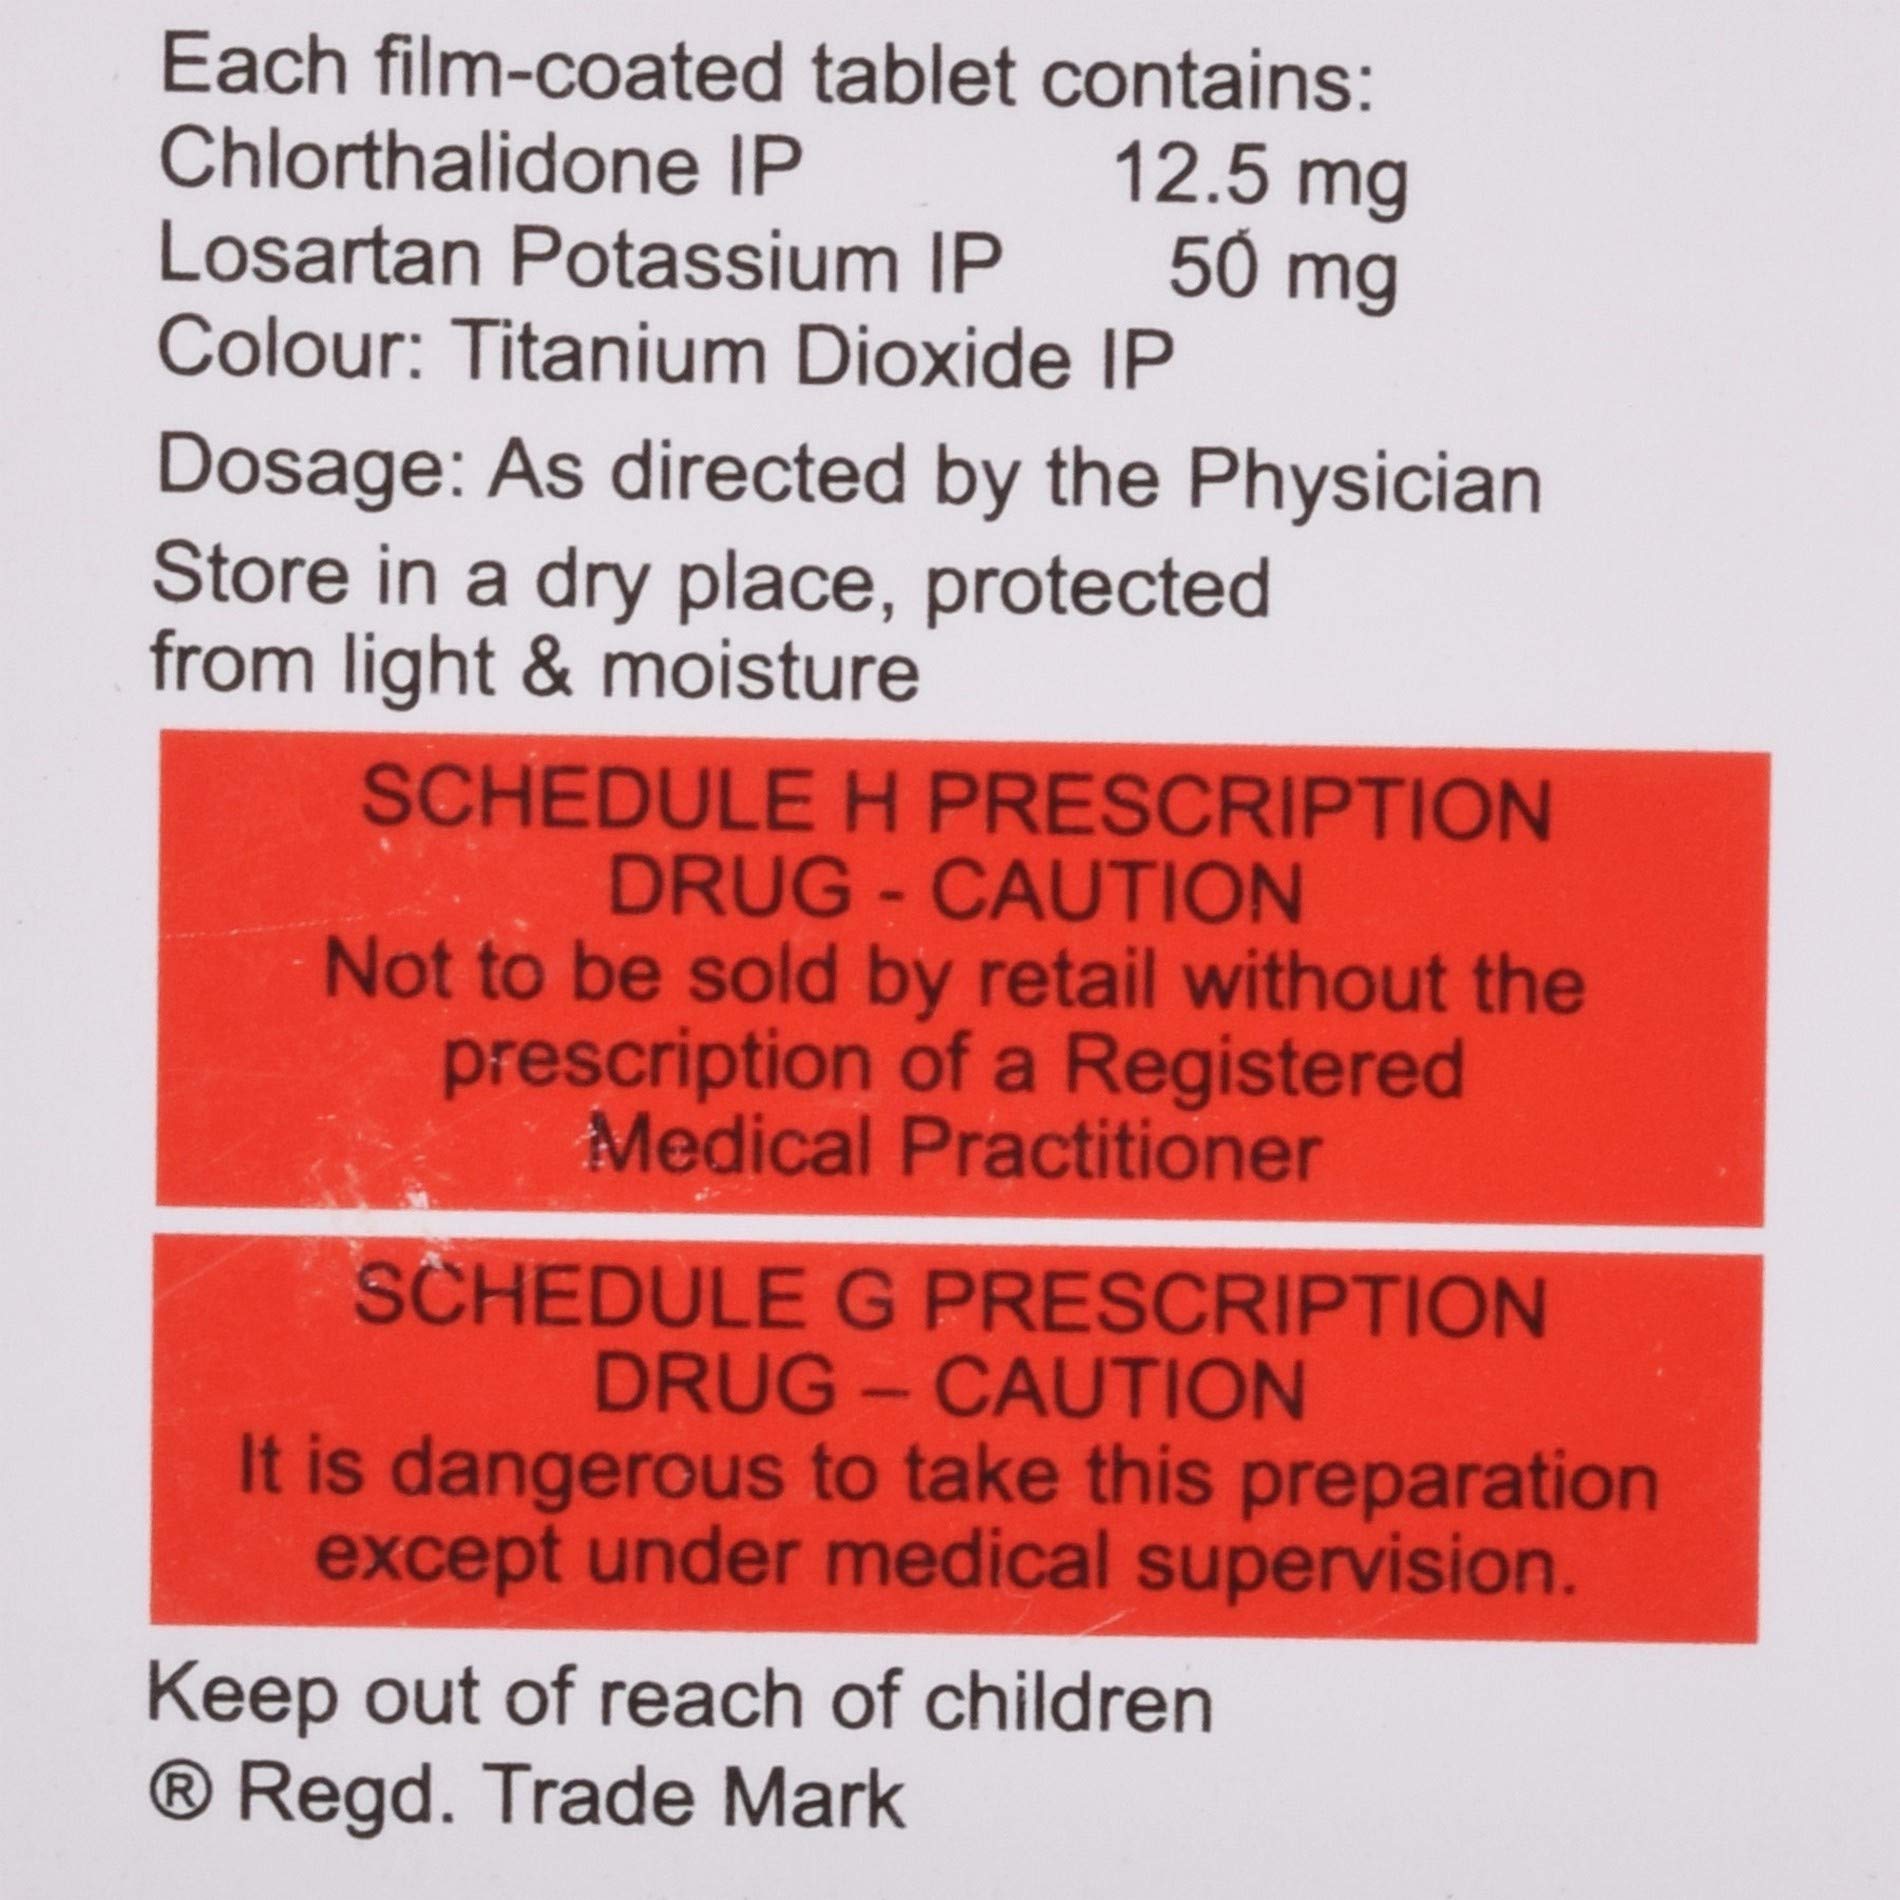 Each film-coated tablet contains:
Chlorthalidone IP 12.5 mg
Losartan Potassium IP 50 mg
Colour: Titanium Dioxide IP
Dosage: As directed by the Physician
Store in a dry place, protected
from light & moisture
SCHEDULE H PRESCRIPTION
DRUG - CAUTION
Not to be sold by retail without the
prescription of a Registered
Medical Practitioner
SCHEDULE G PRESCRIPTION
DRUG – CAUTION
It is dangerous to take this preparation
except under medical supervision.
Keep out of reach of children
® Regd. Trade Mark